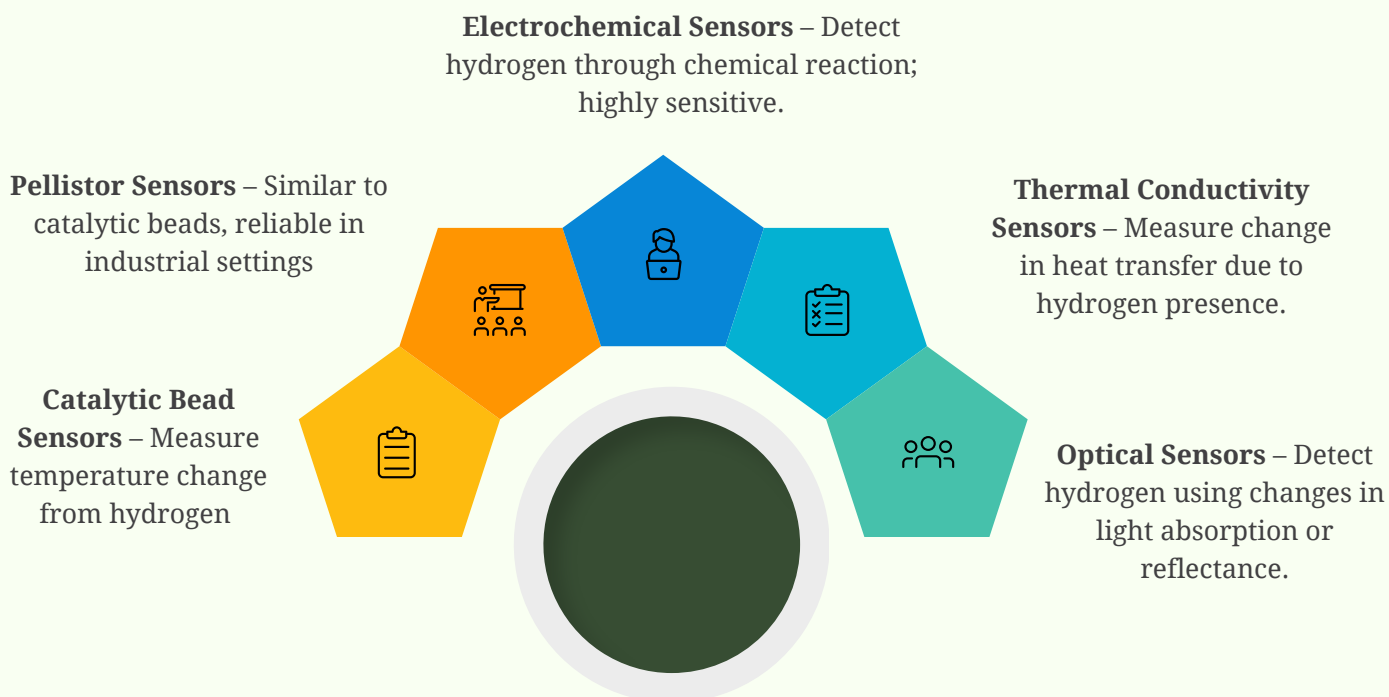 Electrochemical Sensors – Detect
hydrogen through chemical reaction;
highly sensitive.
Pellistor Sensors – Similar to
catalytic beads, reliable in
industrial settings
Thermal Conductivity
Sensors – Measure change
in heat transfer due to
hydrogen presence.
Catalytic Bead
Sensors – Measure
temperature change
from hydrogen
Optical Sensors – Detect
hydrogen using changes in
light absorption or
reflectance.